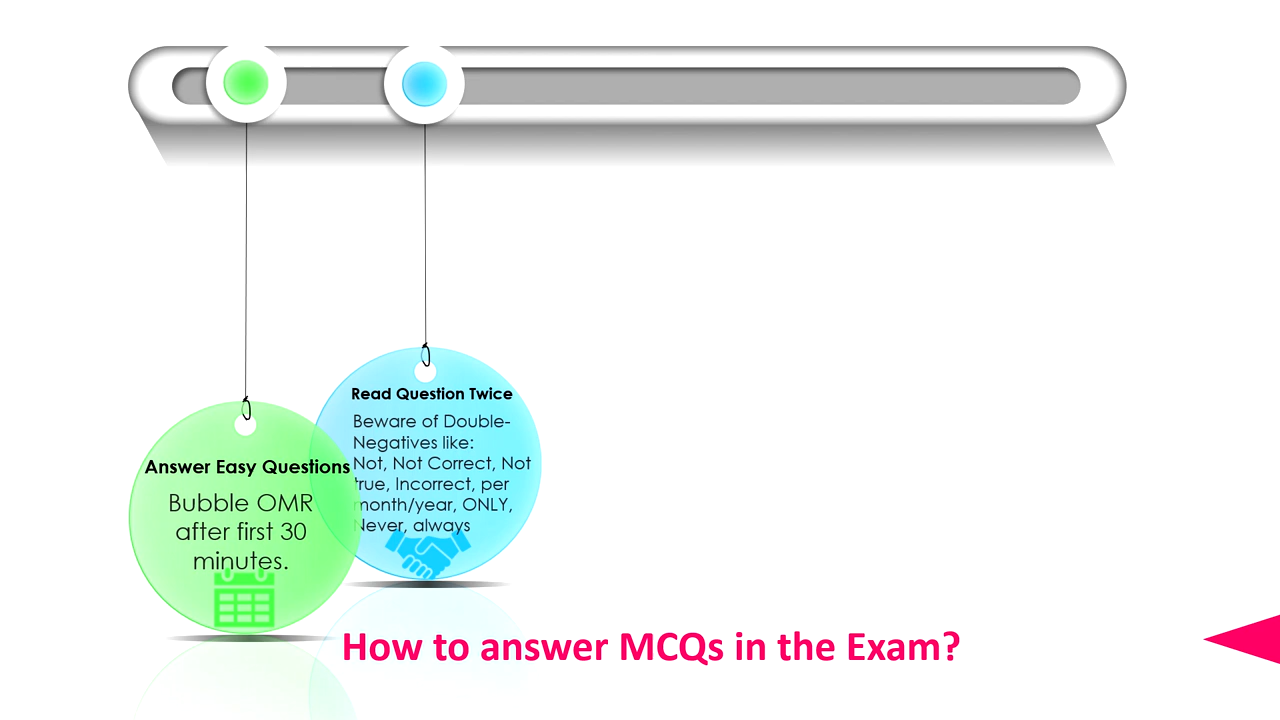 Answer Easy Questions
Bubble OMR
after first 30
minutes.
Read Question Twice
Beware of Double-
Negatives like:
Not, Not Correct, Not
true, Incorrect, per
month/year, ONLY,
Never, always
How to answer MCQs in the Exam?